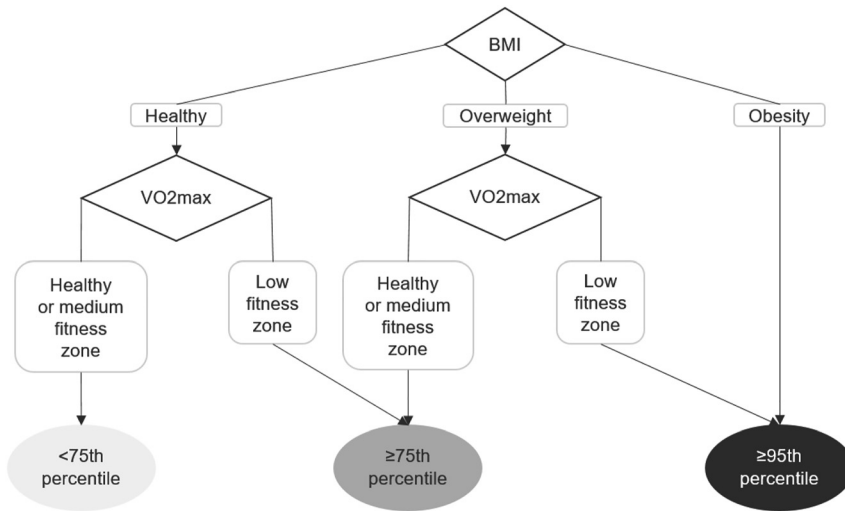 BMI
Healthy
Overweight
Obesity
VO2max
VO2max
Healthy
or medium
fitness
zone
Low
fitness
zone
Healthy
or medium
fitness
zone
Low
fitness
zone
<75th
percentile
≥75th
percentile
≥95th
percentile